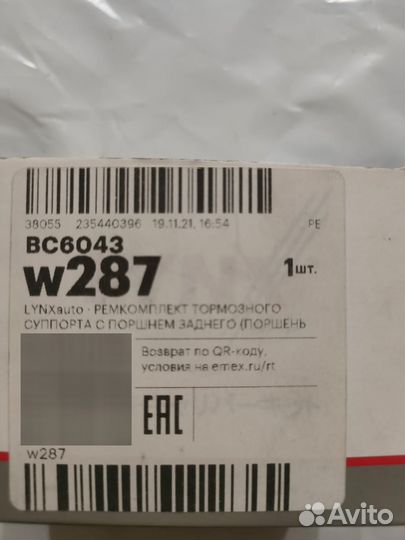 38055 235440396 19.11.21, 16:54 PE
BC6043
w287
1шт.
LYNXauto · РЕМКОМПЛЕКТ ТОРМОЗНОГО
СУППОРТА С ПОРШНЕМ ЗАДНЕГО (ПОРШЕНЬ
Возврат по QR-коду,
условия на emex.ru/rt
EAC
w287
Avito